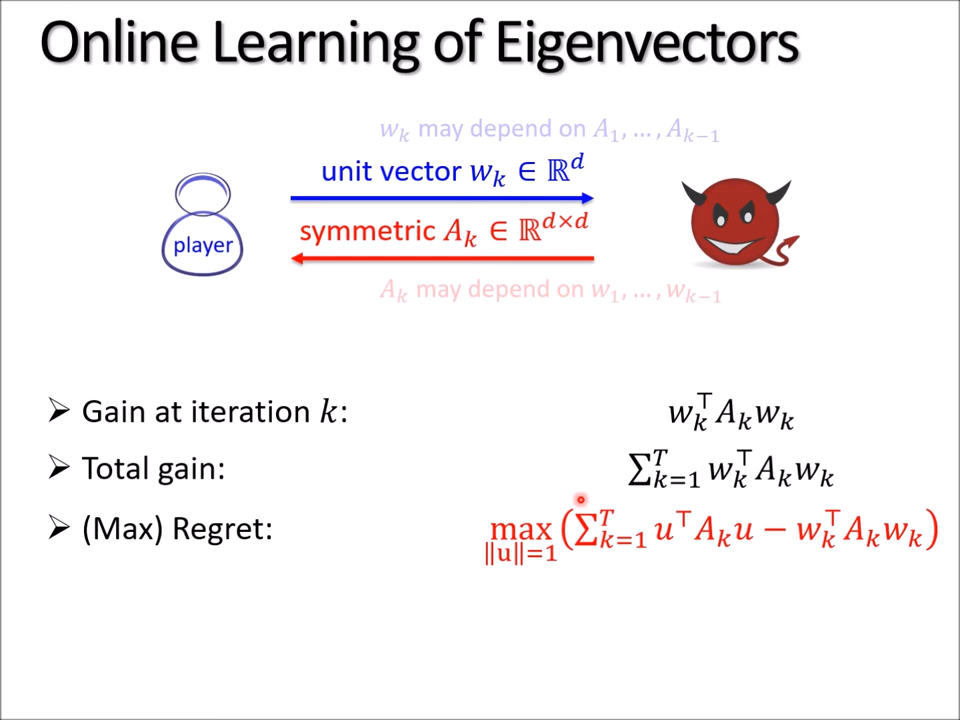 Online Learning of Eigenvectors
w_k may depend on A_1, … , A_{k−1}
unit vector w_k ∈ ℝ^d
player
symmetric A_k ∈ ℝ^{d×d}
A_k may depend on w_1, … , w_{k−1}
➢ Gain at iteration k: w_k^⊤ A_k w_k
➢ Total gain: ∑_{k=1}^T w_k^⊤ A_k w_k
➢ (Max) Regret: max_{‖u‖=1} (∑_{k=1}^T u^⊤ A_k u − w_k^⊤ A_k w_k)